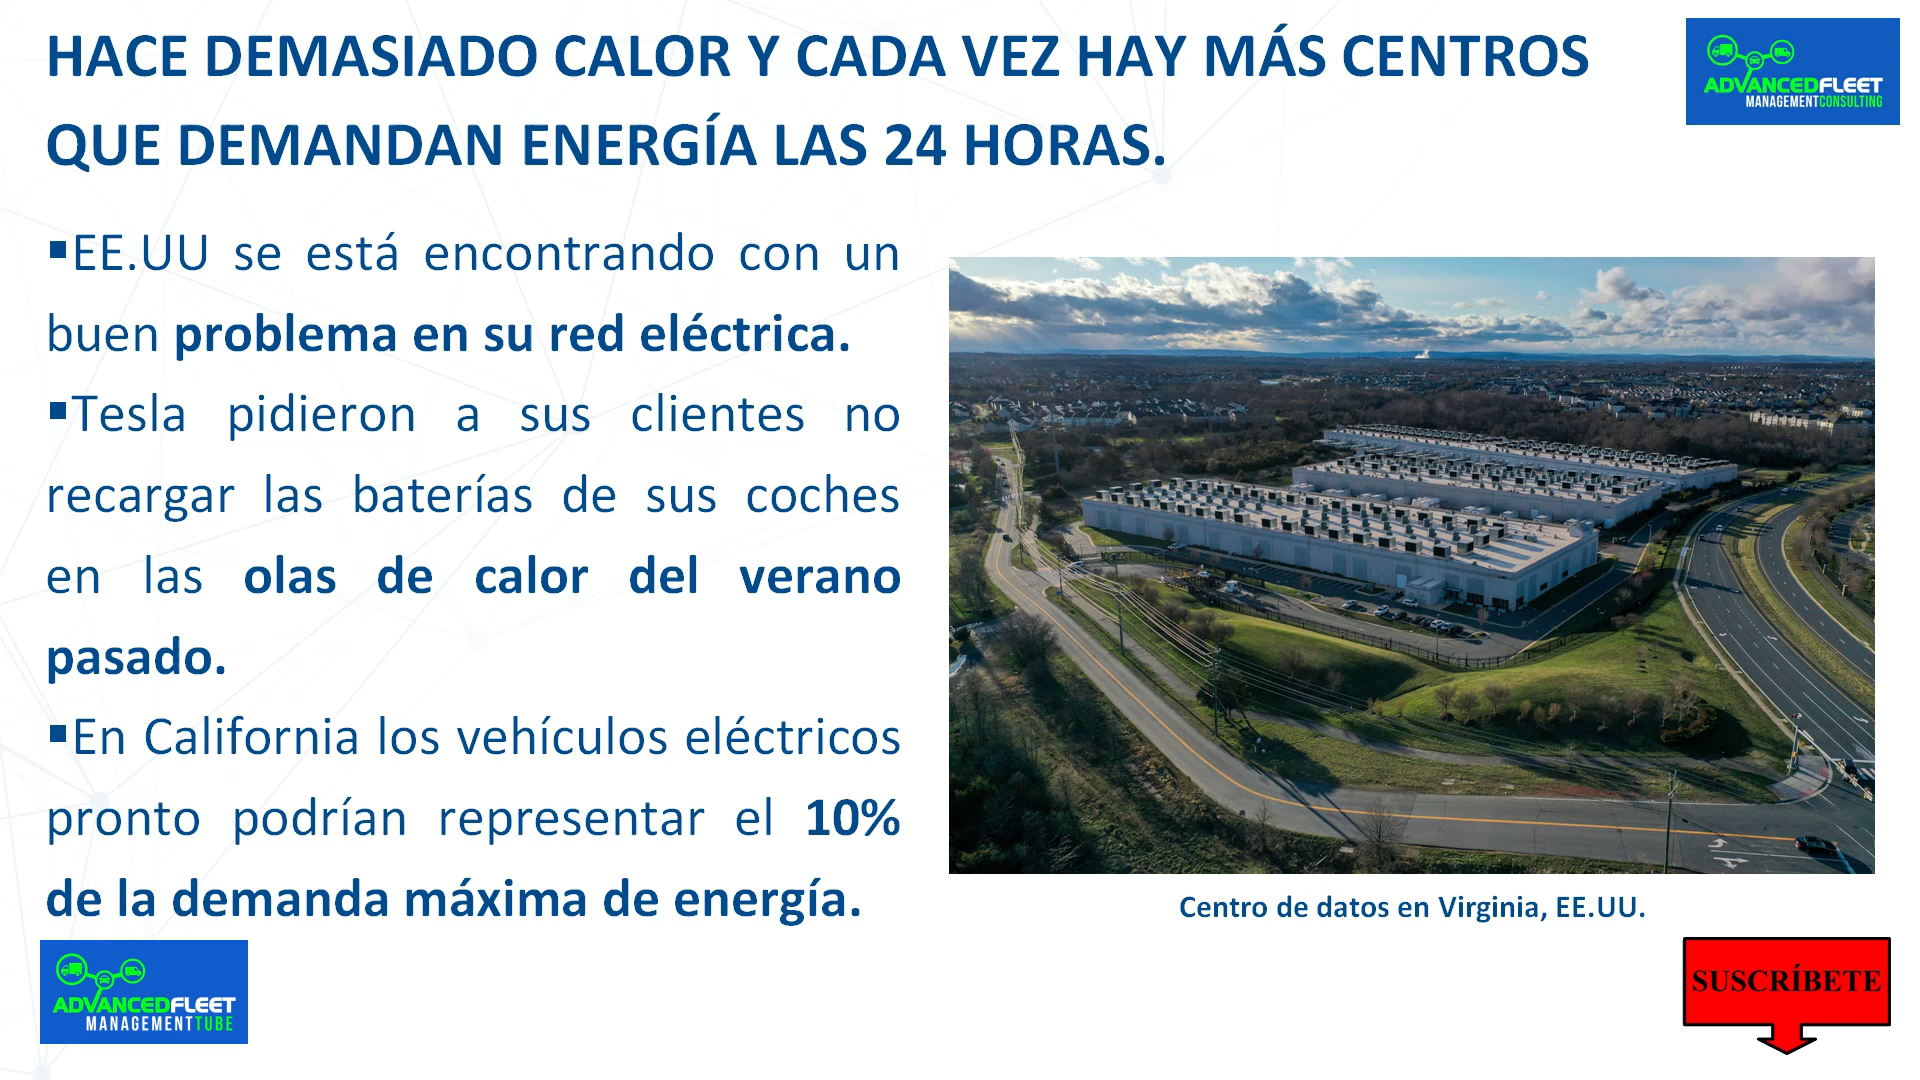 HACE DEMASIADO CALOR Y CADA VEZ HAY MÁS CENTROS
QUE DEMANDAN ENERGÍA LAS 24 HORAS.
ADVANCEDFLEET
MANAGEMENTCONSULTING
▪EE.UU se está encontrando con un
buen problema en su red eléctrica.
▪Tesla pidieron a sus clientes no
recargar las baterías de sus coches
en las olas de calor del verano
pasado.
▪En California los vehículos eléctricos
pronto podrían representar el 10%
de la demanda máxima de energía.
Centro de datos en Virginia, EE.UU.
ADVANCEDFLEET
MANAGEMENTTUBE
SUSCRÍBETE